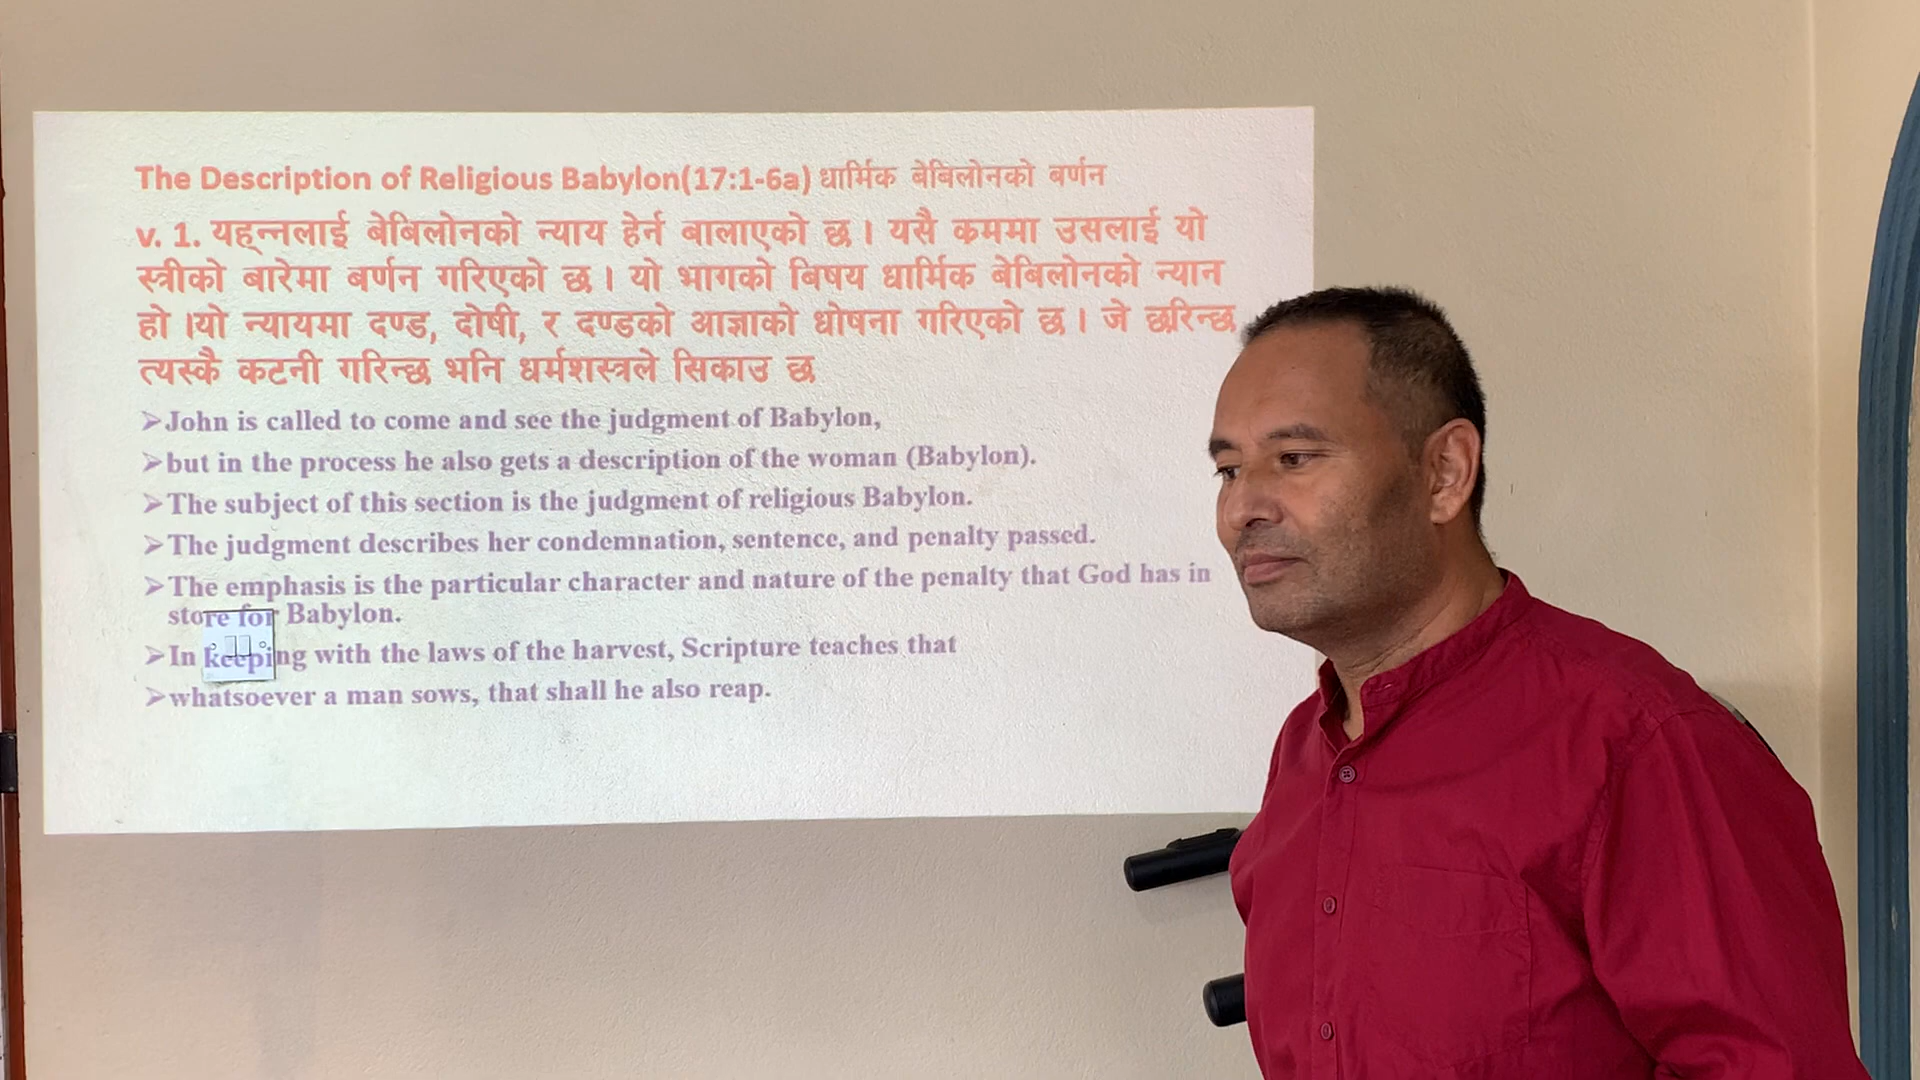 The Description of Religious Babylon(17:1-6a) धार्मिक बेबिलोनको बर्णन
v. 1. यहून्नलाई बेबिलोनको न्याय हेर्न बालाएको छ । यसै कममा उसलाई यो
स्त्रीको बारेमा बर्णन गरिएको छ । यो भागको बिषय धार्मिक बेबिलोनको न्यान
हो ।यो न्यायमा दण्ड, दोषी, र दण्डको आज्ञाको धोषना गरिएको छ । जे छरिन्छ
त्यस्कै कटनी गरिन्छ भनि धर्मशस्त्रले सिकाउ छ
➢John is called to come and see the judgment of Babylon,
➢but in the process he also gets a description of the woman (Babylon).
➢The subject of this section is the judgment of religious Babylon.
➢The judgment describes her condemnation, sentence, and penalty passed.
➢The emphasis is the particular character and nature of the penalty that God has in
store for Babylon.
➢In keeping with the laws of the harvest, Scripture teaches that
➢whatsoever a man sows, that shall he also reap.